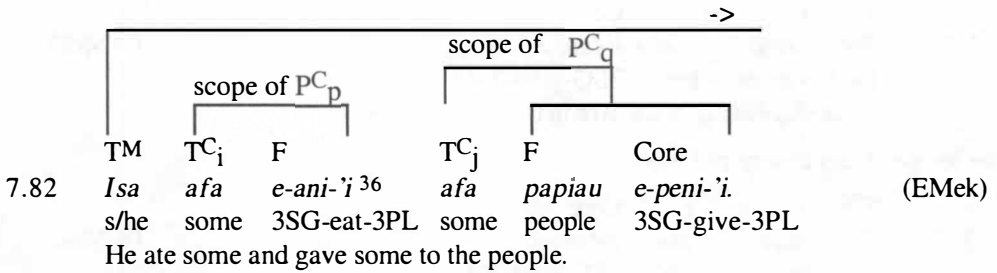 ->
scope of PCq
scope of PCp
TM TCi F TCj F Core
7.82 Isa afa e-ani-'i 36 afa papiau e-peni-'i. (EMek)
s/he some 3SG-eat-3PL some people 3SG-give-3PL
He ate some and gave some to the people.